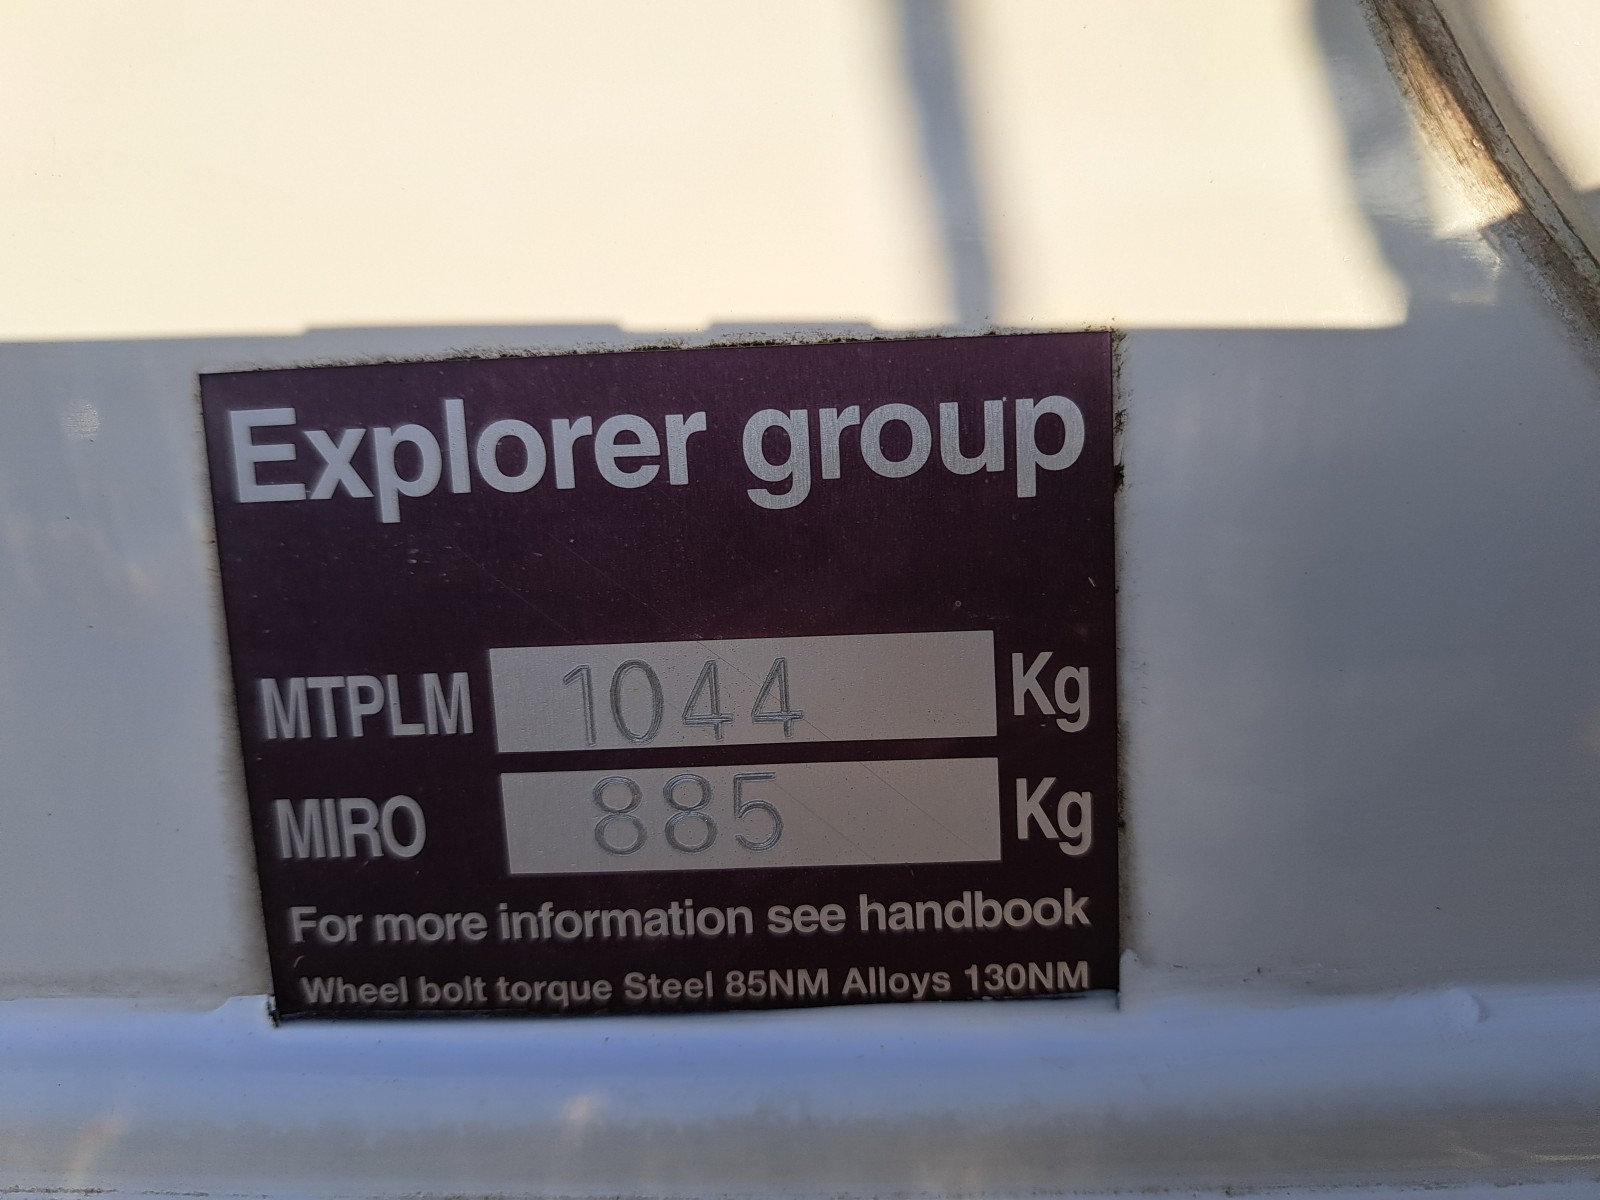 Explorer group
MTPLM 1044 Kg
MIRO 885 Kg
For more information see handbook
Wheel bolt torque Steel 85NM Alloys 130NM